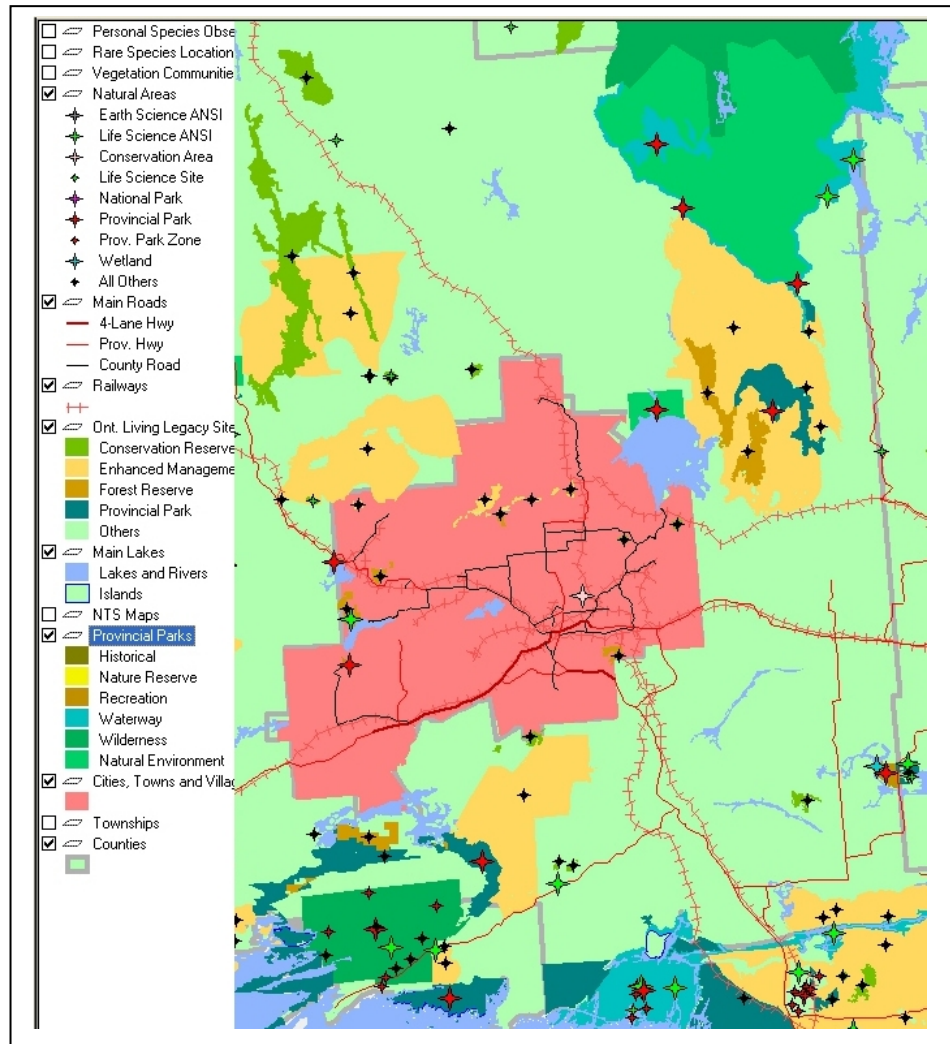 Personal Species Obse
Rare Species Location
Vegetation Communitie
Natural Areas
Earth Science ANSI
Life Science ANSI
Conservation Area
Life Science Site
National Park
Provincial Park
Prov. Park Zone
Wetland
All Others
Main Roads
4-Lane Hwy
Prov. Hwy
County Road
Railways
Ont. Living Legacy Site
Conservation Reserve
Enhanced Manageme
Forest Reserve
Provincial Park
Others
Main Lakes
Lakes and Rivers
Islands
NTS Maps
Provincial Parks
Historical
Nature Reserve
Recreation
Waterway
Wilderness
Natural Environment
Cities, Towns and Villag
Townships
Counties